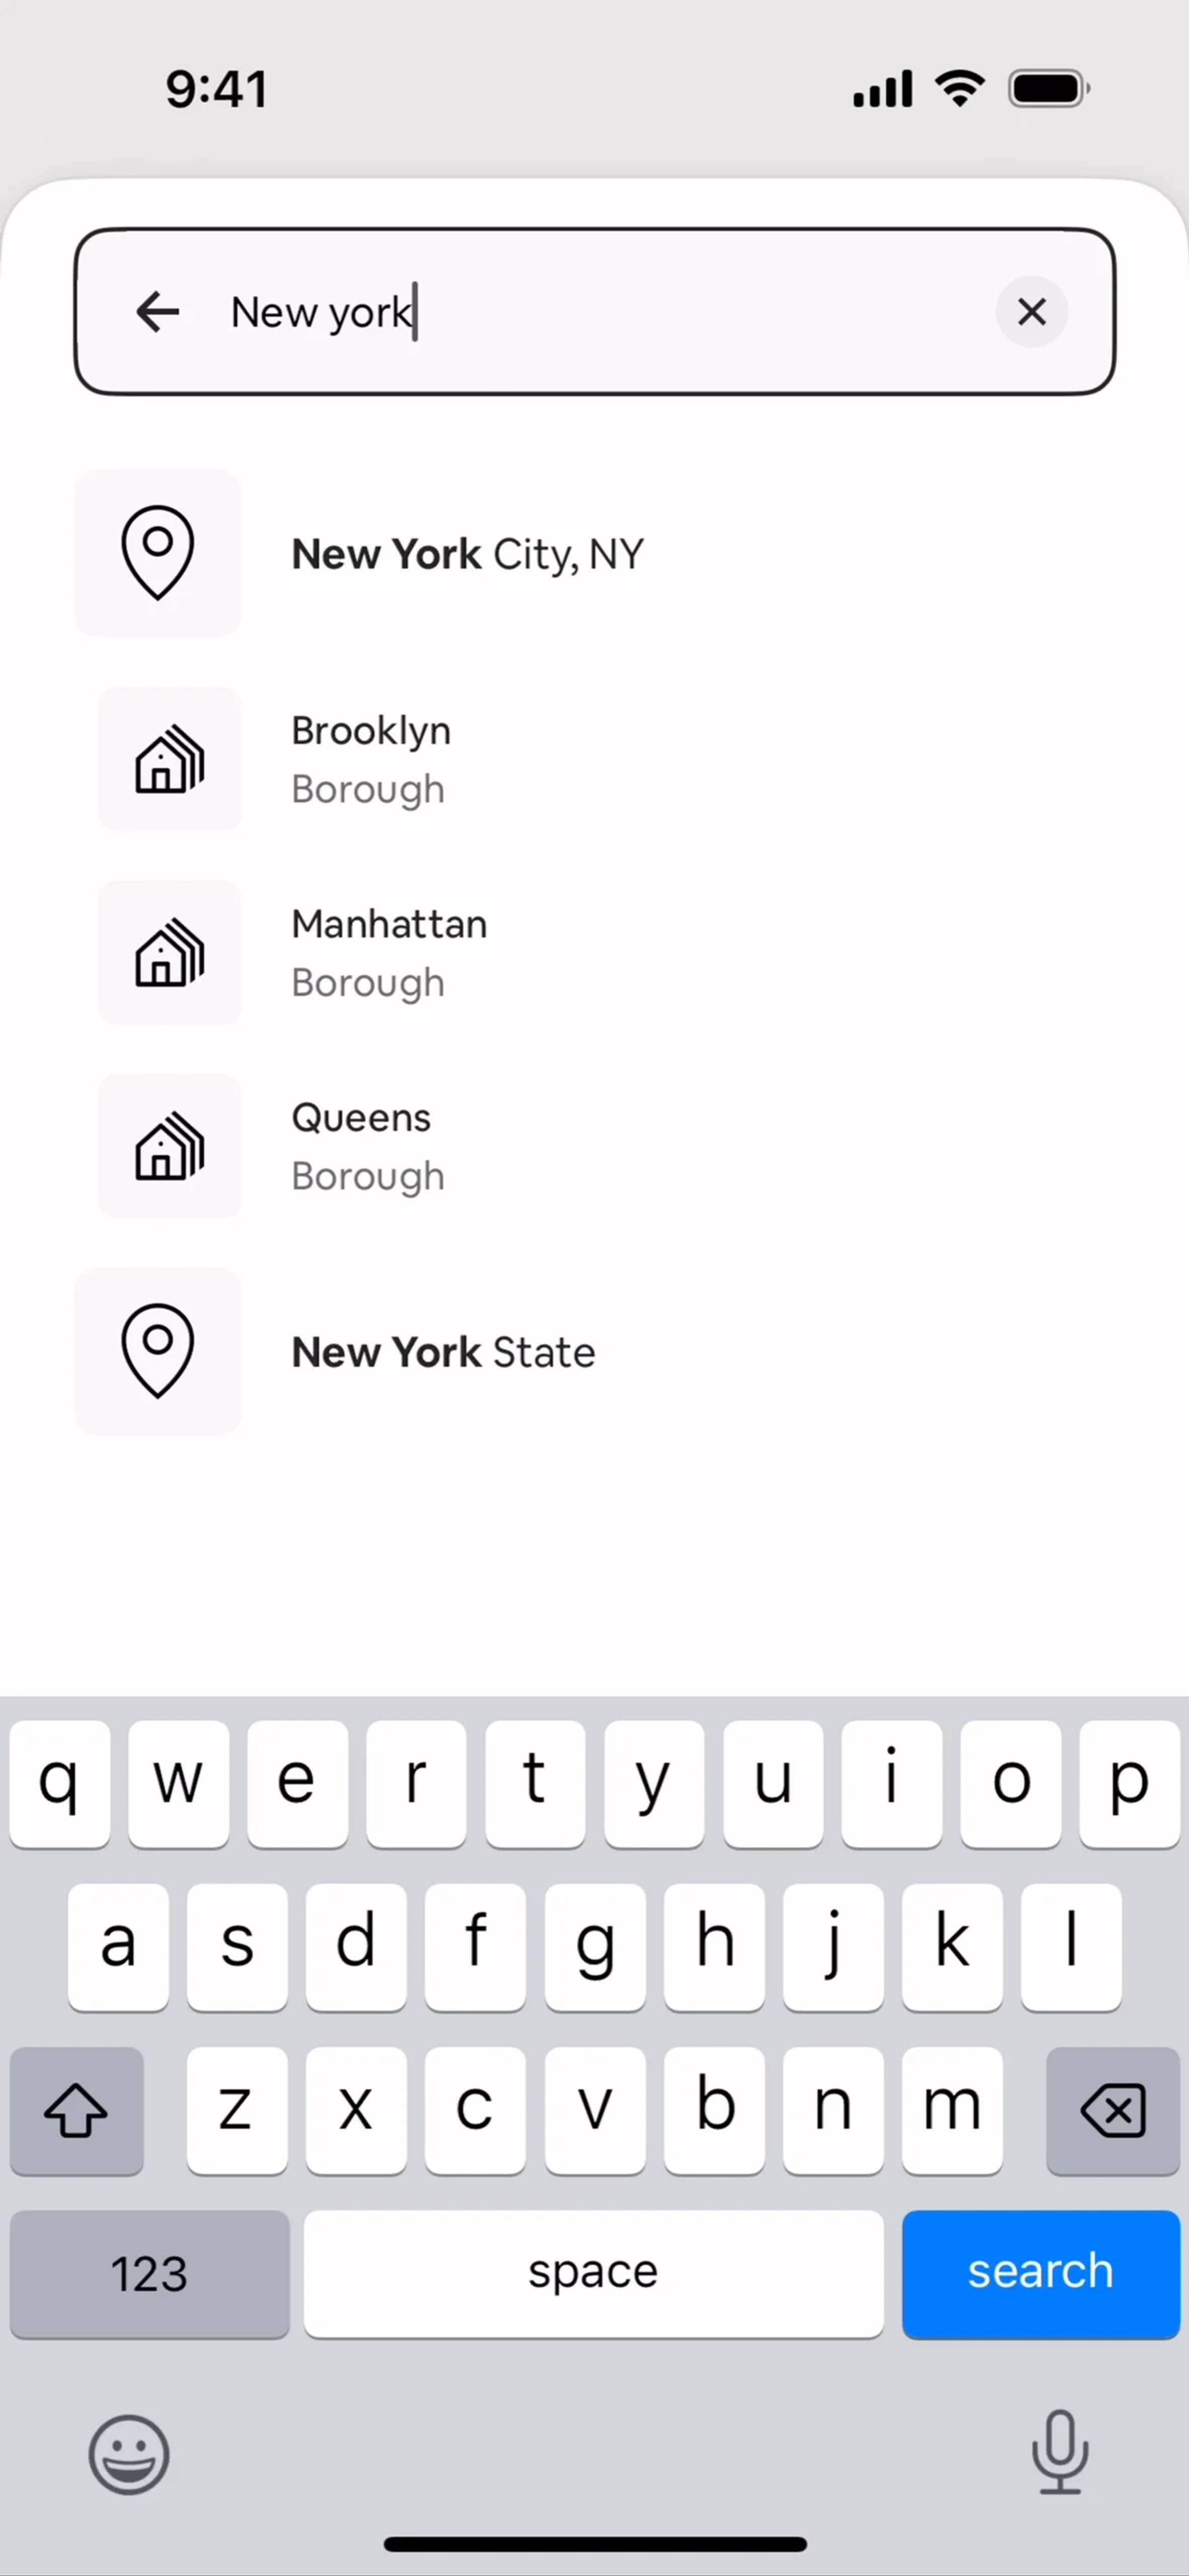 9:41
New york
New York City, NY
Brooklyn
Borough
Manhattan
Borough
Queens
Borough
New York State
q w e r t y u i o p
a s d f g h j k l
z x c v b n m
123 space search